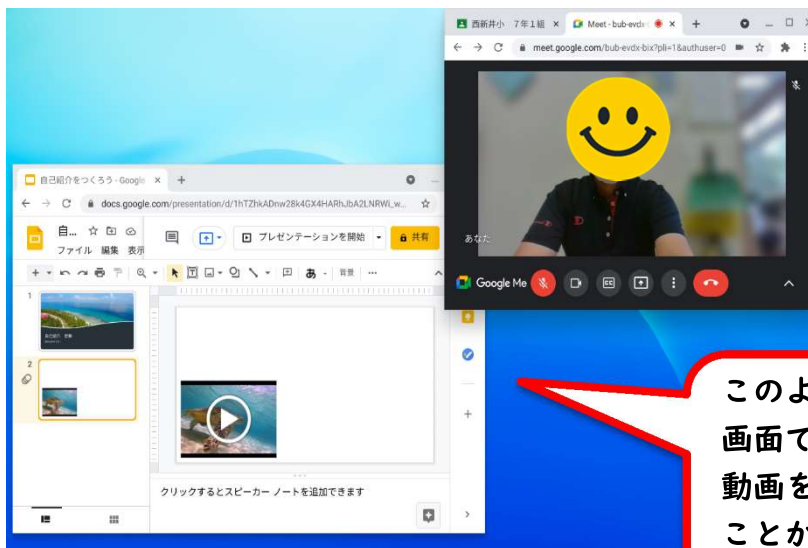 西新井小 7年1組
Meet - bub-evdx
meet.google.com/bub-evdx-bix?pli=1&authuser=0
あなた
Google Me
自己紹介をつくろう - Google
docs.google.com/presentation/d/1hTZhkADnw28k4GX4HARhJbA2LNRWi_w...
自...
ファイル 編集 表示
プレゼンテーションを開始
共有
あ
背景
1
2
クリックするとスピーカー ノートを追加できます
このよ
画面で
動画を
ことか